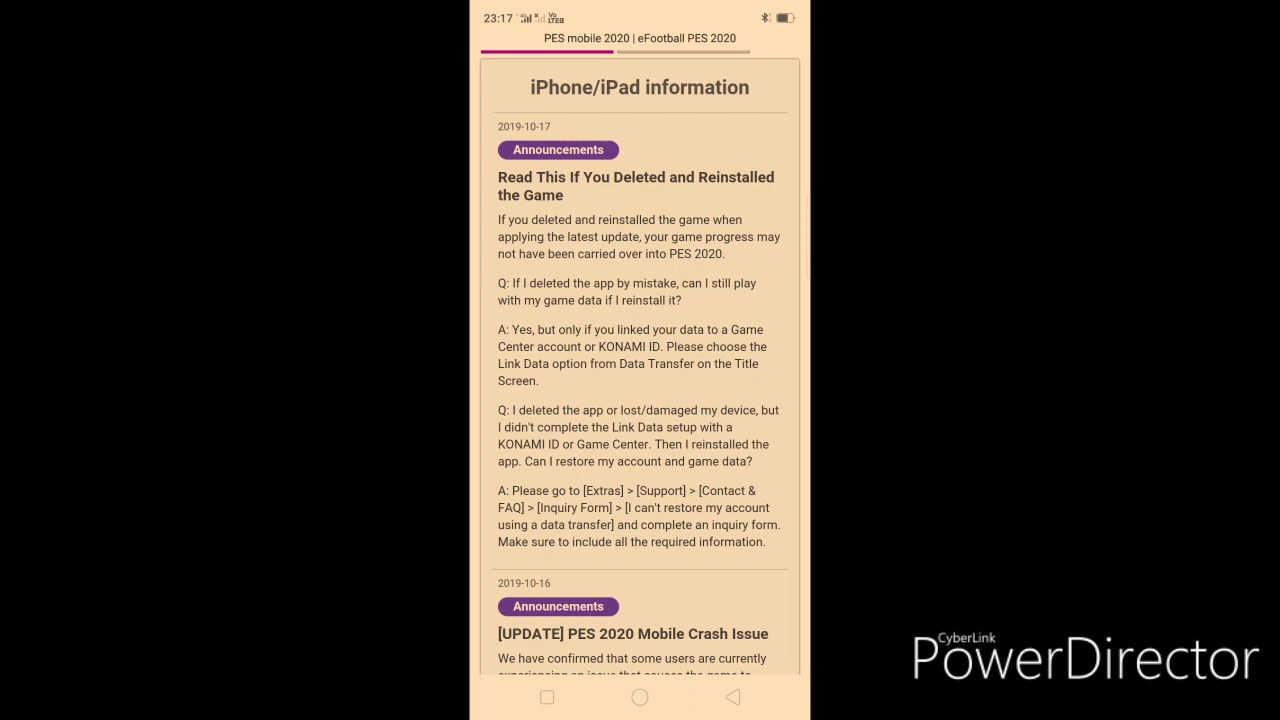 23:17
Vo
LTE
PES mobile 2020 | eFootball PES 2020
iPhone/iPad information
2019-10-17
Announcements
Read This If You Deleted and Reinstalled
the Game
If you deleted and reinstalled the game when
applying the latest update, your game progress may
not have been carried over into PES 2020.
Q: If I deleted the app by mistake, can I still play
with my game data if I reinstall it?
A: Yes, but only if you linked your data to a Game
Center account or KONAMI ID. Please choose the
Link Data option from Data Transfer on the Title
Screen.
Q: I deleted the app or lost/damaged my device, but
I didn't complete the Link Data setup with a
KONAMI ID or Game Center. Then I reinstalled the
app. Can I restore my account and game data?
A: Please go to [Extras] > [Support] > [Contact &
FAQ] > [Inquiry Form] > [I can't restore my account
using a data transfer] and complete an inquiry form.
Make sure to include all the required information.
2019-10-16
Announcements
[UPDATE] PES 2020 Mobile Crash Issue
We have confirmed that some users are currently
CyberLink
PowerDirector